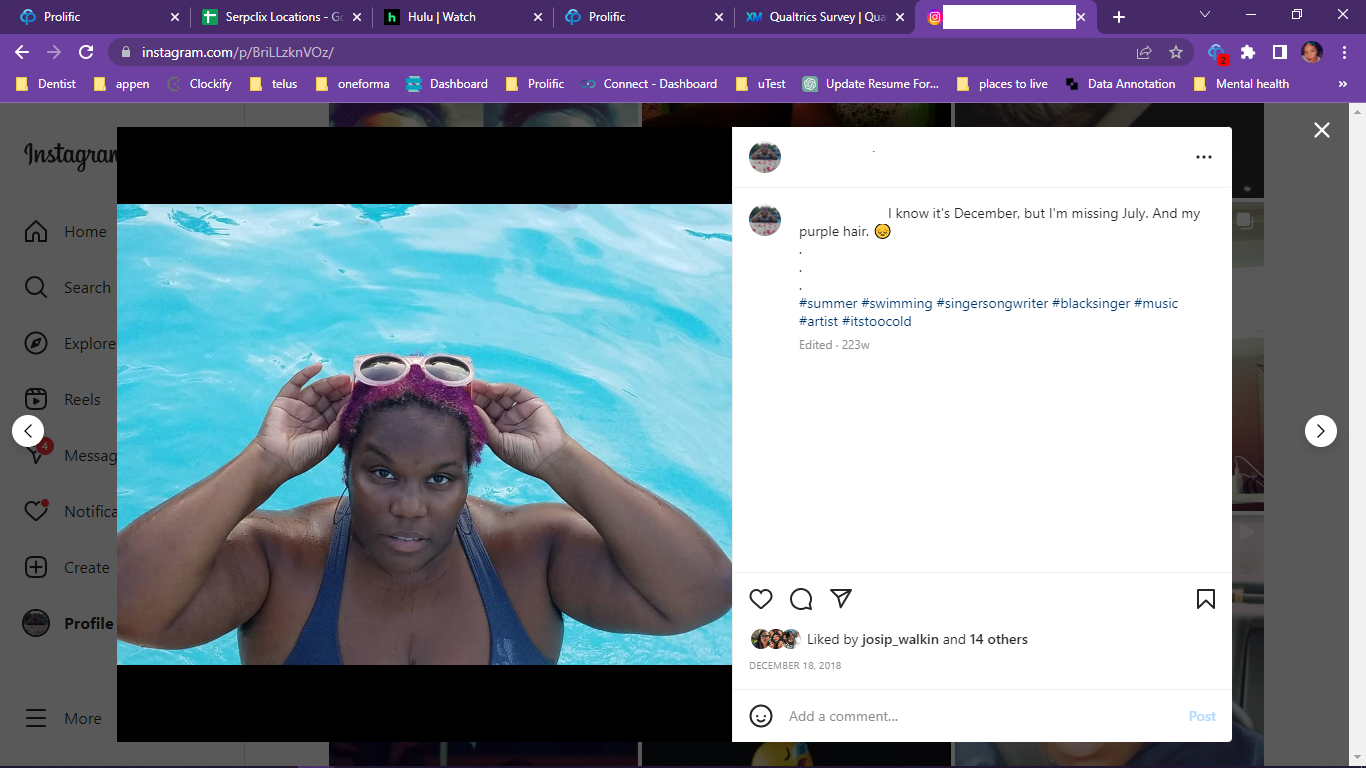 Prolific
Serpclix Locations - Go
Hulu | Watch
Prolific
Qualtrics Survey | Qua
instagram.com/p/BriLLzknVOz/
2
Dentist
appen
Clockify
telus
oneforma
Dashboard
Prolific
Connect - Dashboard
uTest
Update Resume For...
places to live
Data Annotation
Mental health
»
Instagram
Home
Search
Explore
Reels
4
Messag
Notifica
Create
Profile
More
I know it's December, but I'm missing July. And my
purple hair. 😞
.
.
.
#summer #swimming #singersongwriter #blacksinger #music
#artist #itstoocold
Edited · 223w
Liked by josip_walkin and 14 others
DECEMBER 18, 2018
Add a comment...
Post